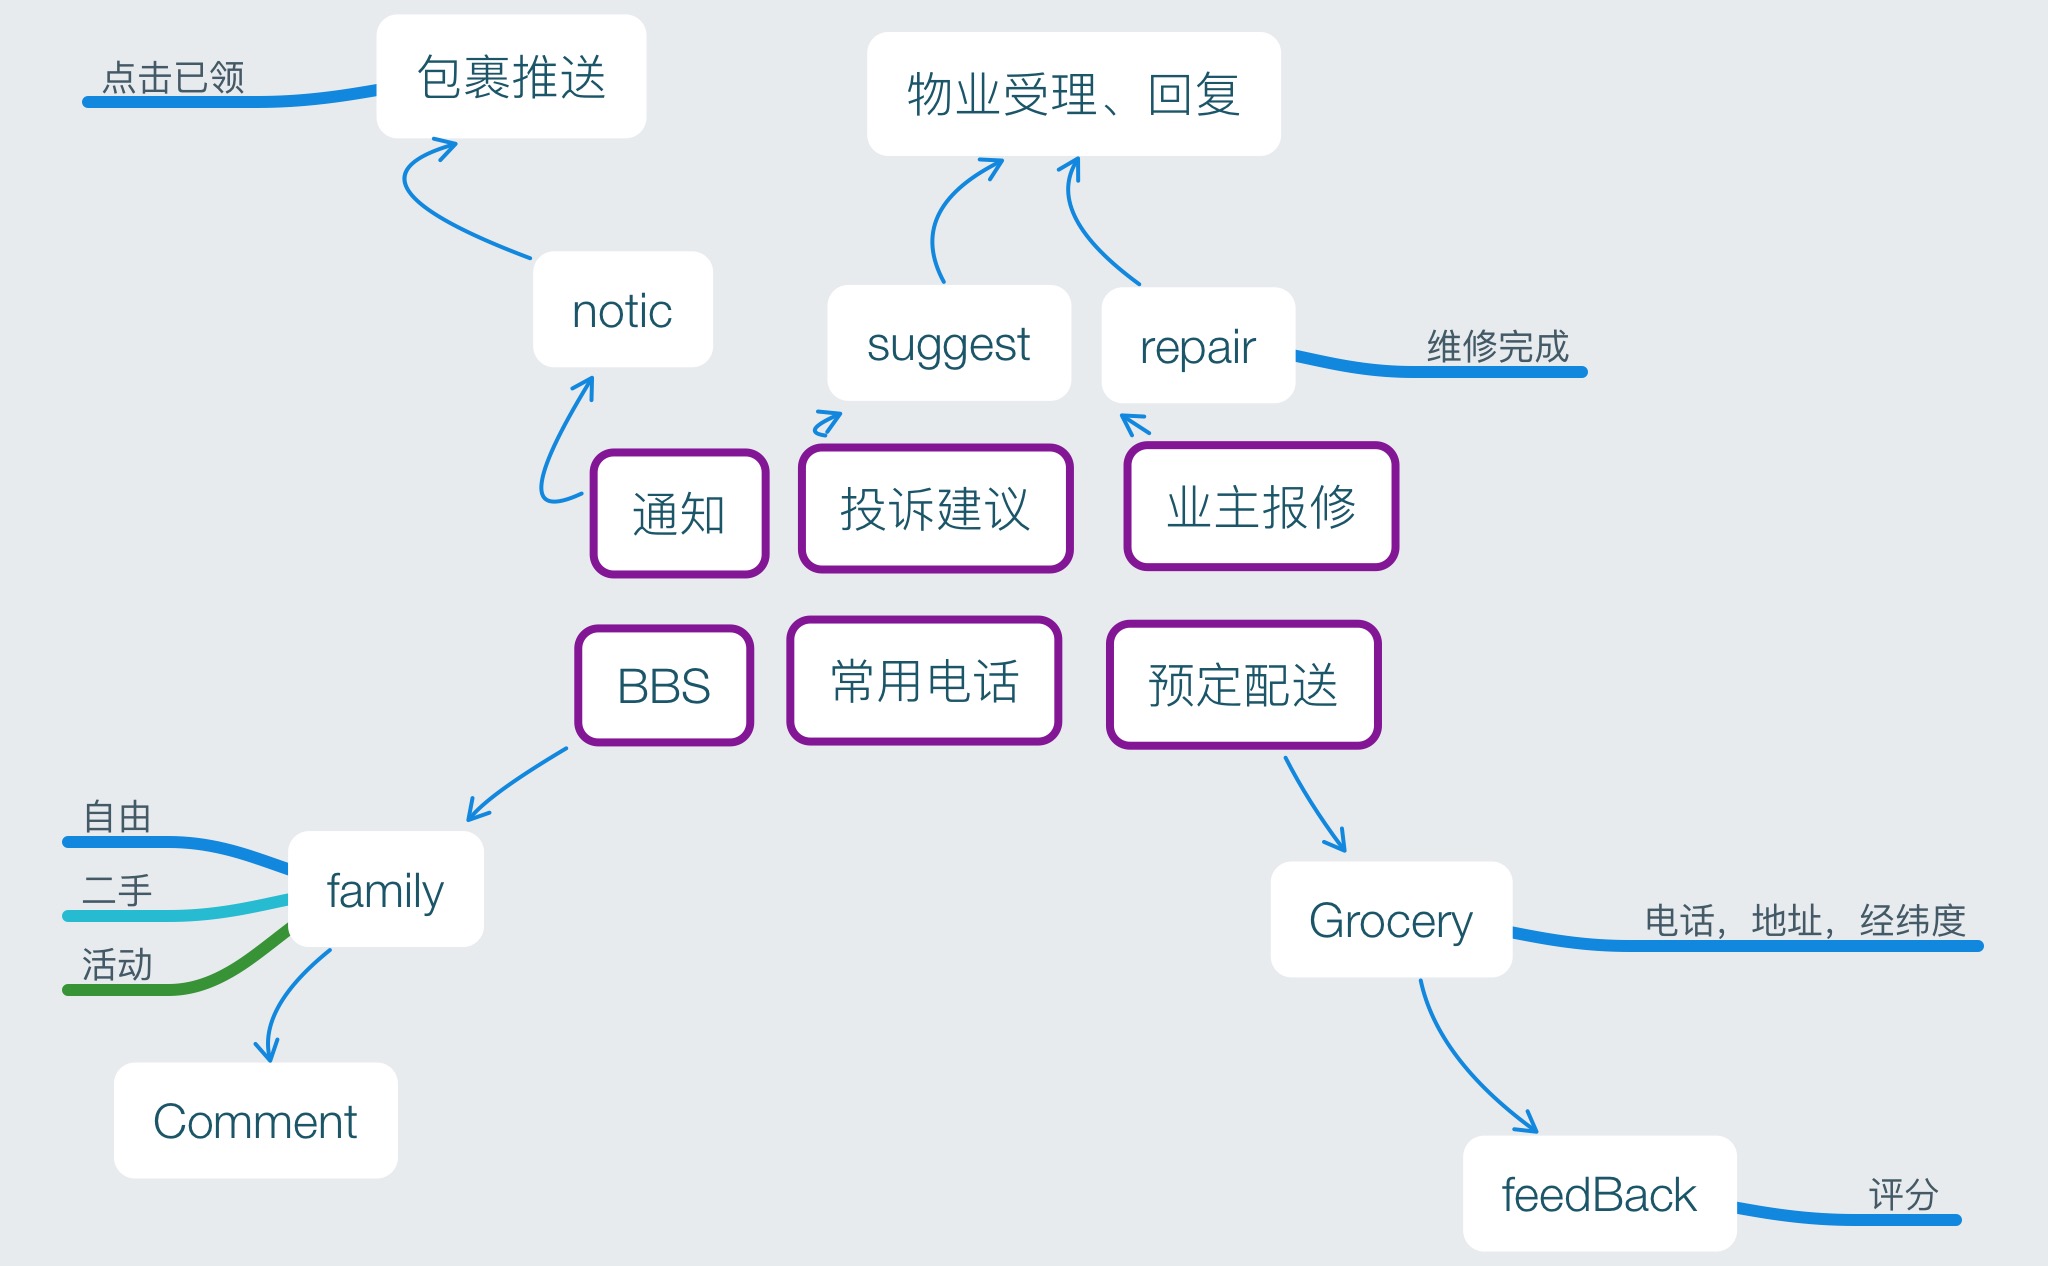 点击已领
包裹推送
物业受理、回复
notic
suggest
repair
维修完成
通知
投诉建议
业主报修
BBS
常用电话
预定配送
自由
二手
活动
family
Grocery
电话，地址，经纬度
Comment
feedBack
评分